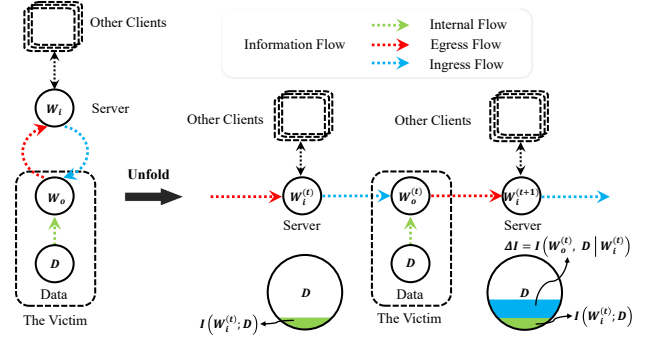 Other Clients
W_i
Server
W_o
D
Data
The Victim
Unfold
Information Flow
Internal Flow
Egress Flow
Ingress Flow
Other Clients
Other Clients
W_i^(t)
W_o^(t)
W_i^(t+1)
Server
Server
D
Data
The Victim
D
I(W_i^(t); D)
ΔI = I(W_o^(t), D | W_i^(t))
D
I(W_i^(t); D)